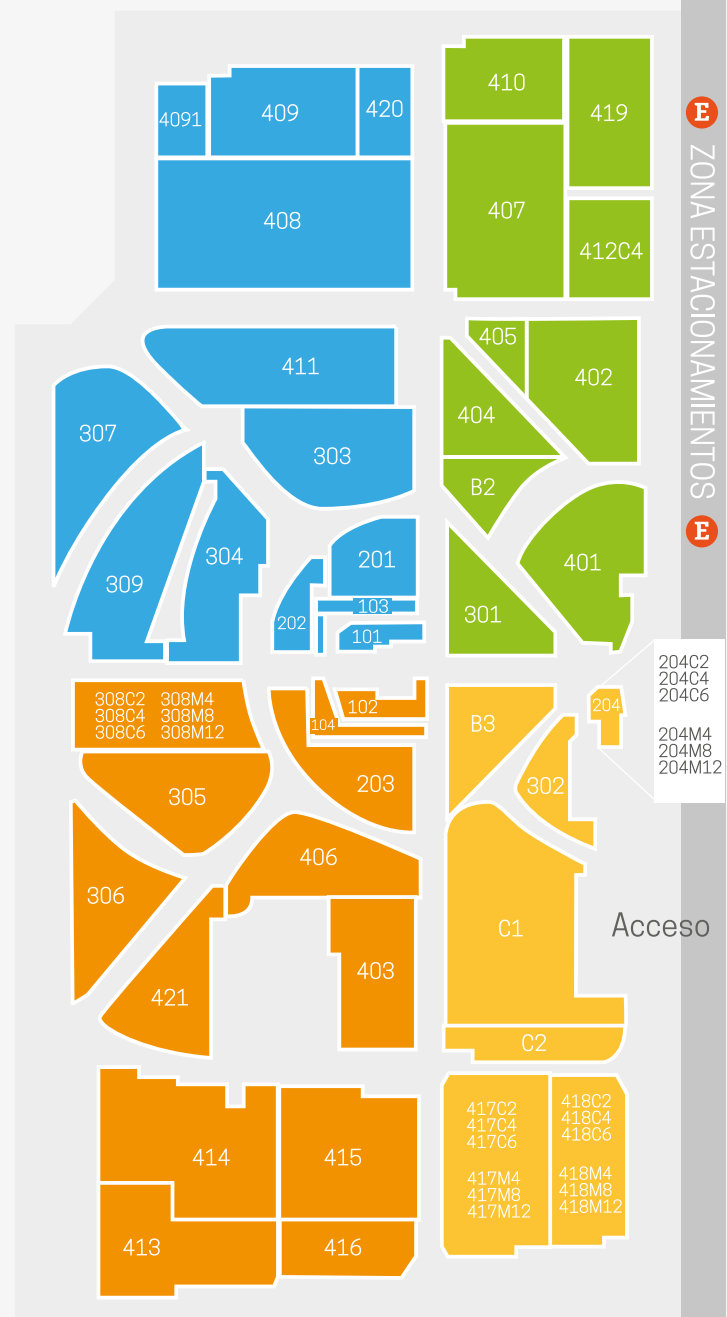 410
419
E
4091
409
420
408
407
412C4
ZONA ESTACIONAMIENTOS
E
411
405
402
404
307
303
B2
309
304
201
401
202
103
101
301
308C2 308M4
308C4 308M8
308C6 308M12
102
104
203
305
B3
204
302
204C2
204C4
204C6
204M4
204M8
204M12
406
306
421
403
C1
Acceso
C2
414
415
413
416
417C2
417C4
417C6
417M4
417M8
417M12
418C2
418C4
418C6
418M4
418M8
418M12